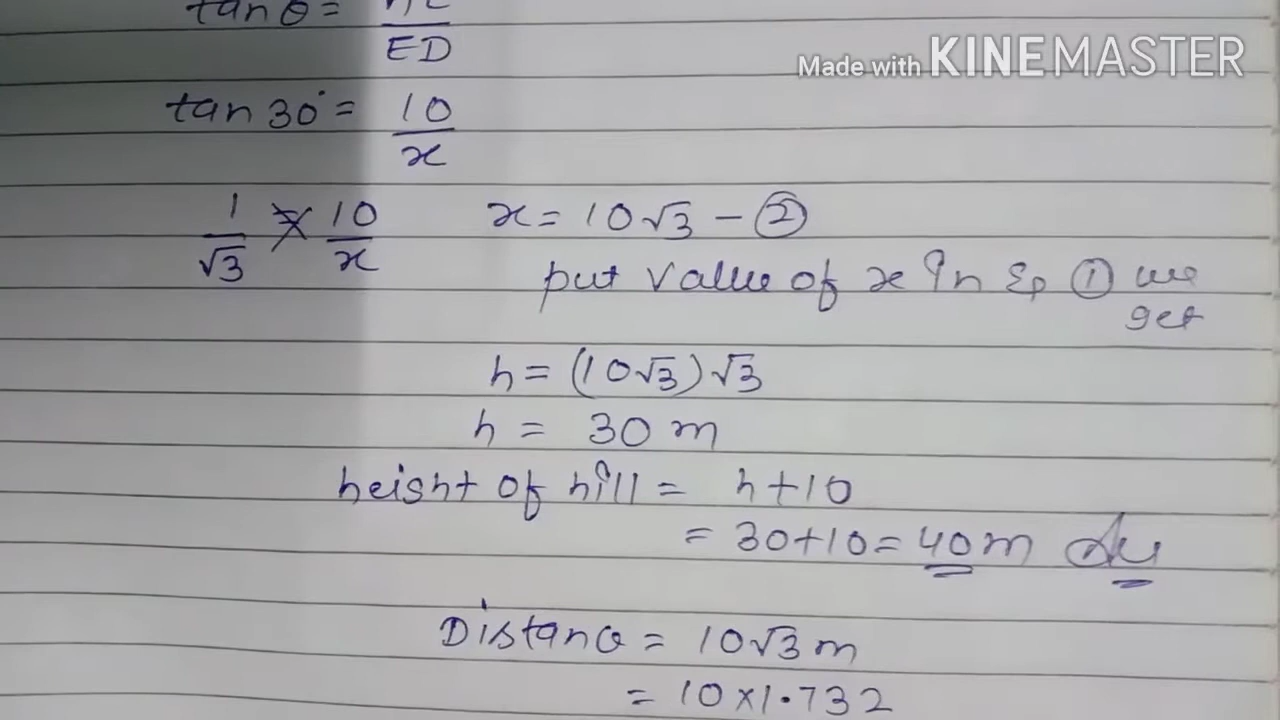 tanθ =
ED
Made with KINEMASTER
tan 30° = 10/x
1/√3 = 10/x x = 10√3 - ②
put value of x in Eq ① we
get
h = (10√3)√3
h = 30 m
height of hill = h+10
= 30+10 = 40m
Distance = 10√3 m
= 10×1.732